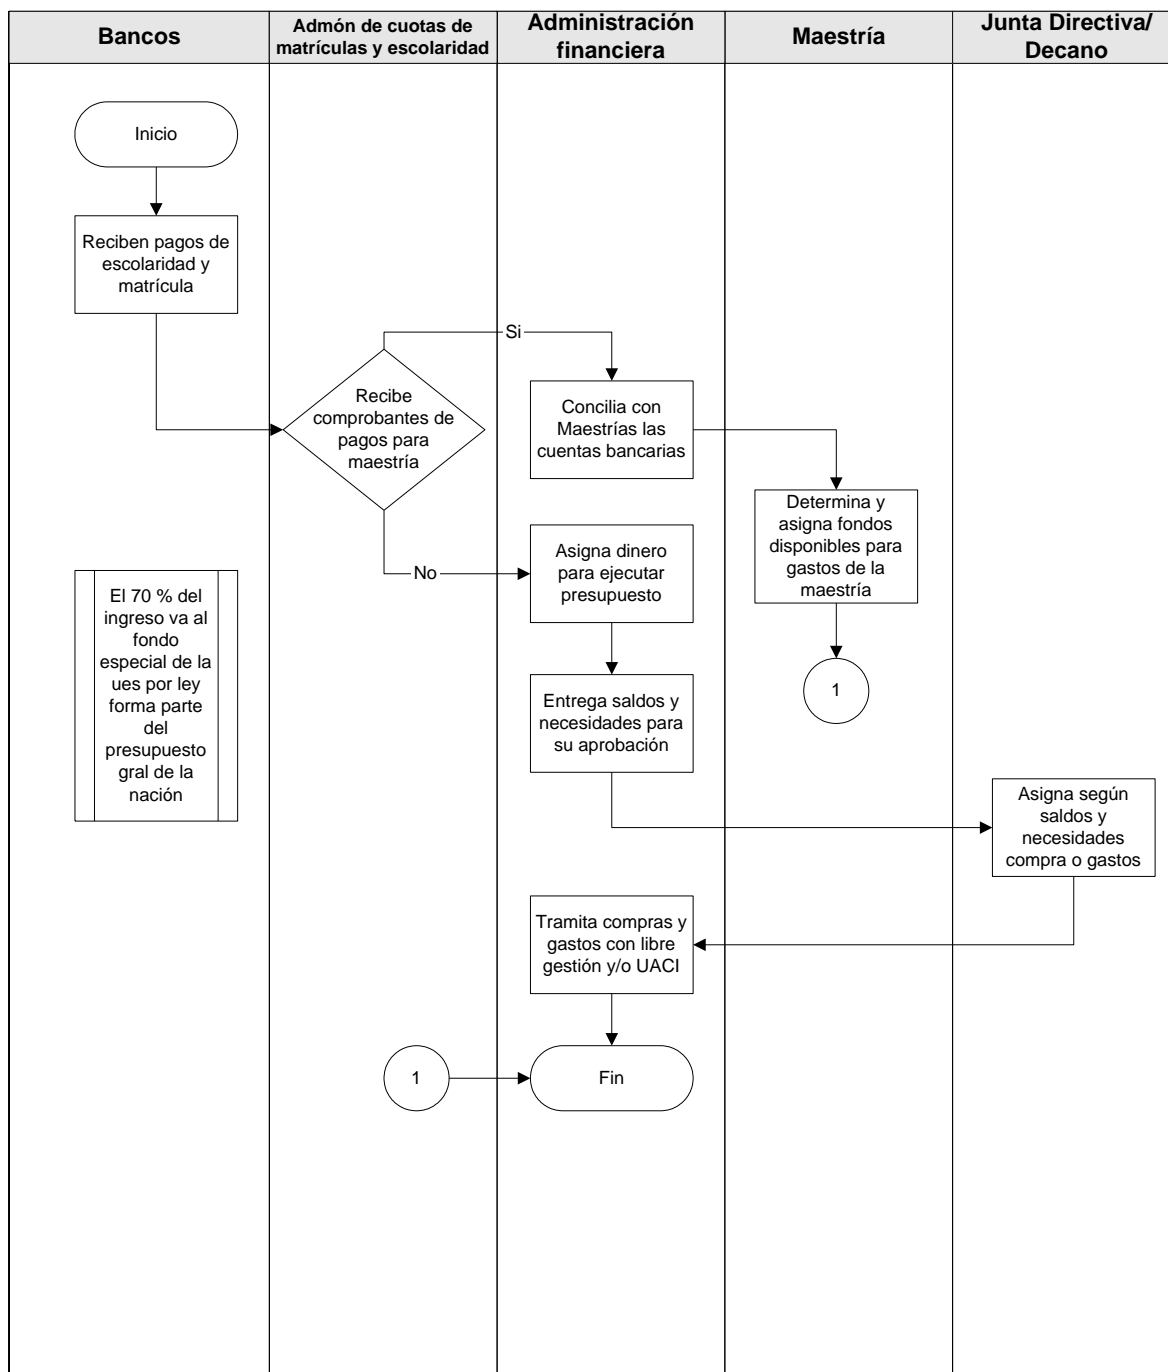 Bancos
Admón de cuotas de
matrículas y escolaridad
Administración
financiera
Maestría
Junta Directiva/
Decano
Inicio
Reciben pagos de
escolaridad y
matrícula
Si
Recibe
comprobantes de
pagos para
maestría
Concilia con
Maestrías las
cuentas bancarias
Determina y
asigna fondos
disponibles para
gastos de la
maestría
No
Asigna dinero
para ejecutar
presupuesto
El 70 % del
ingreso va al
fondo
especial de la
ues por ley
forma parte
del
presupuesto
gral de la
nación
1
Entrega saldos y
necesidades para
su aprobación
Asigna según
saldos y
necesidades
compra o gastos
Tramita compras y
gastos con libre
gestión y/o UACI
1
Fin